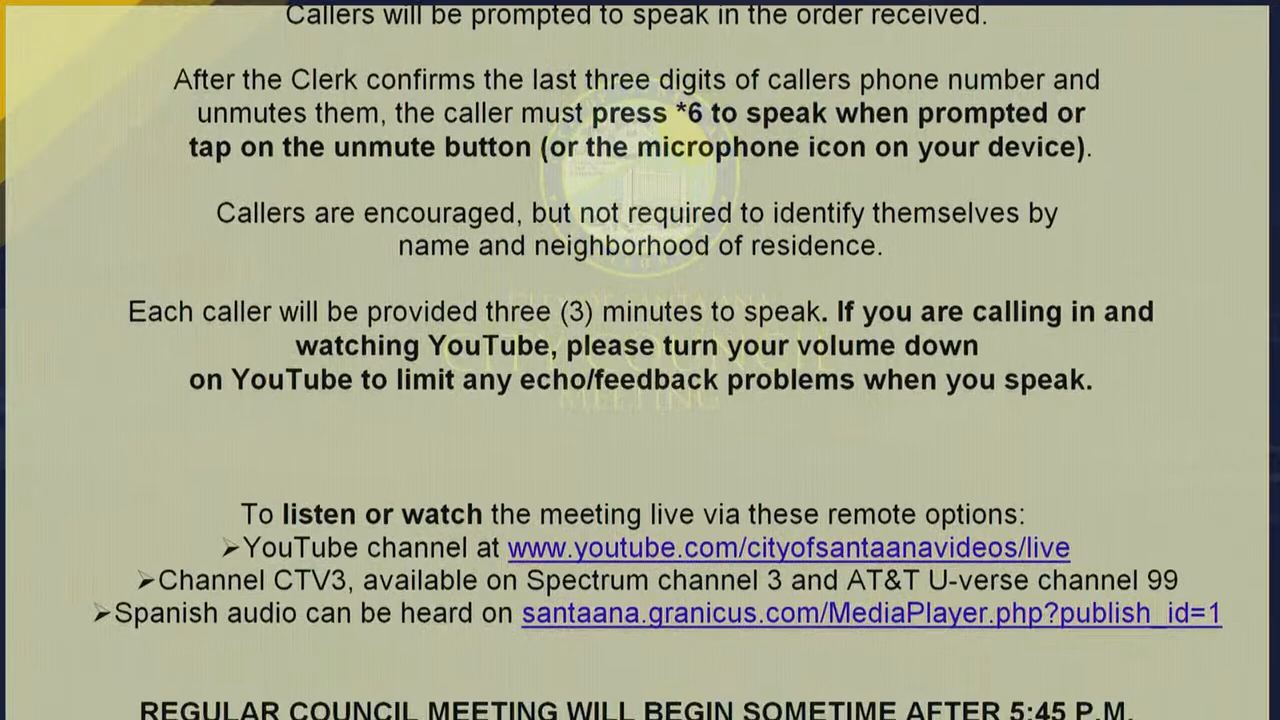 Callers will be prompted to speak in the order received.
After the Clerk confirms the last three digits of callers phone number and
unmutes them, the caller must press *6 to speak when prompted or
tap on the unmute button (or the microphone icon on your device).
Callers are encouraged, but not required to identify themselves by
name and neighborhood of residence.
Each caller will be provided three (3) minutes to speak. If you are calling in and
watching YouTube, please turn your volume down
on YouTube to limit any echo/feedback problems when you speak.
To listen or watch the meeting live via these remote options:
➢YouTube channel at www.youtube.com/cityofsantaanavideos/live
➢Channel CTV3, available on Spectrum channel 3 and AT&T U-verse channel 99
➢Spanish audio can be heard on santaana.granicus.com/MediaPlayer.php?publish_id=1
REGULAR COUNCIL MEETING WILL BEGIN SOMETIME AFTER 5:45 P.M.
CITY OF SANTA ANA
CITY COUNCIL
MEETING